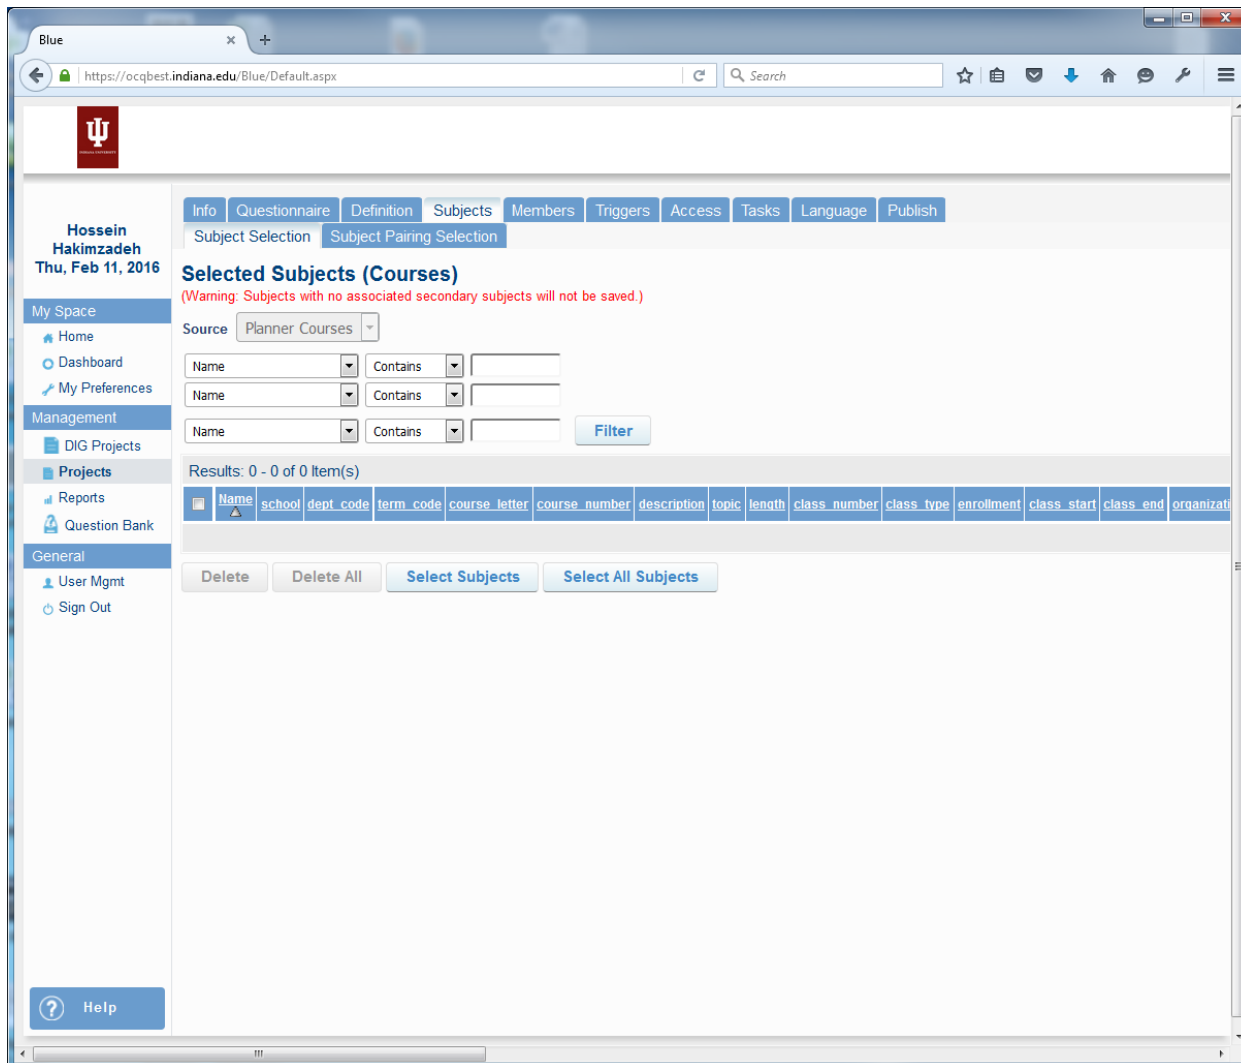 Blue
https://ocqbest.indiana.edu/Blue/Default.aspx
Search
INDIANA UNIVERSITY
Hossein
Hakimzadeh
Thu, Feb 11, 2016
My Space
Home
Dashboard
My Preferences
Management
DIG Projects
Projects
Reports
Question Bank
General
User Mgmt
Sign Out
Help
Info Questionnaire Definition Subjects Members Triggers Access Tasks Language Publish
Subject Selection Subject Pairing Selection
Selected Subjects (Courses)
(Warning: Subjects with no associated secondary subjects will not be saved.)
Source Planner Courses
Name Contains
Name Contains
Name Contains Filter
Results: 0 - 0 of 0 Item(s)
Name school dept_code term_code course_letter course_number description topic length class_number class_type enrollment class_start class_end organizati
Delete Delete All Select Subjects Select All Subjects